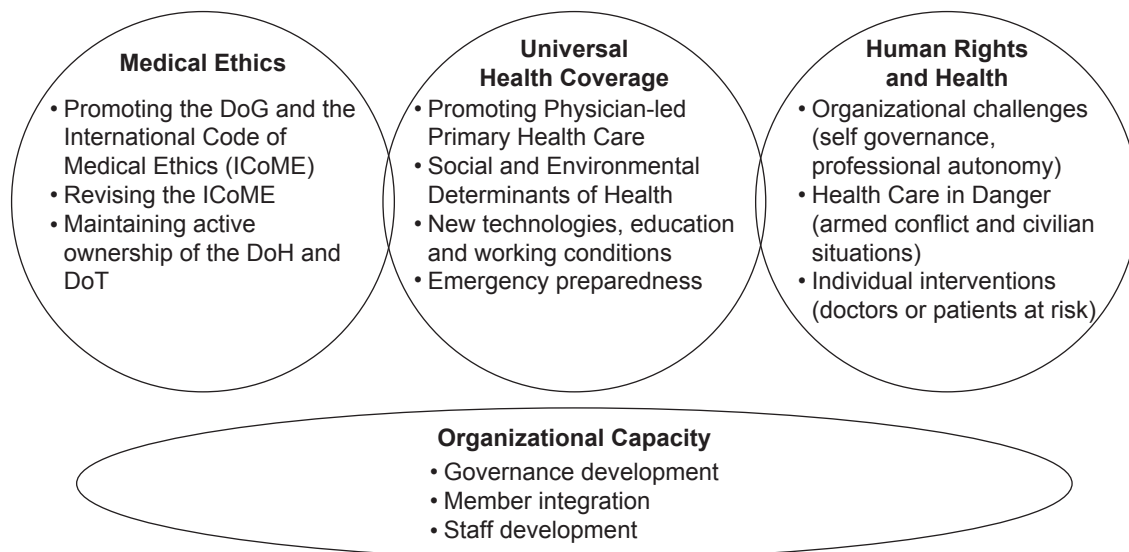 Medical Ethics
• Promoting the DoG and the
International Code of
Medical Ethics (ICoME)
• Revising the ICoME
• Maintaining active
ownership of the DoH and
DoT
Universal
Health Coverage
• Promoting Physician-led
Primary Health Care
• Social and Environmental
Determinants of Health
• New technologies, education
and working conditions
• Emergency preparedness
Human Rights
and Health
• Organizational challenges
(self governance,
professional autonomy)
• Health Care in Danger
(armed conflict and civilian
situations)
• Individual interventions
(doctors or patients at risk)
Organizational Capacity
• Governance development
• Member integration
• Staff development